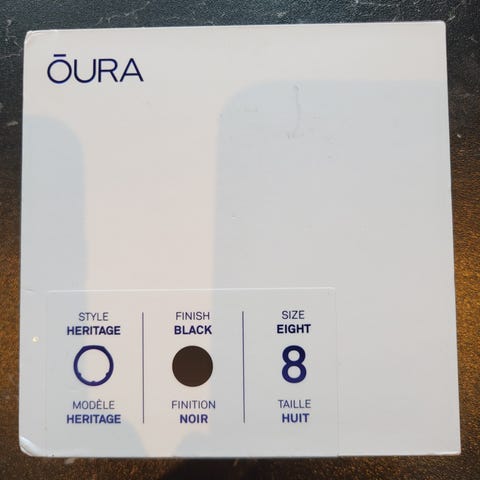 ŌURA
STYLE
HERITAGE
MODÈLE
HERITAGE
FINISH
BLACK
FINITION
NOIR
SIZE
EIGHT
8
TAILLE
HUIT